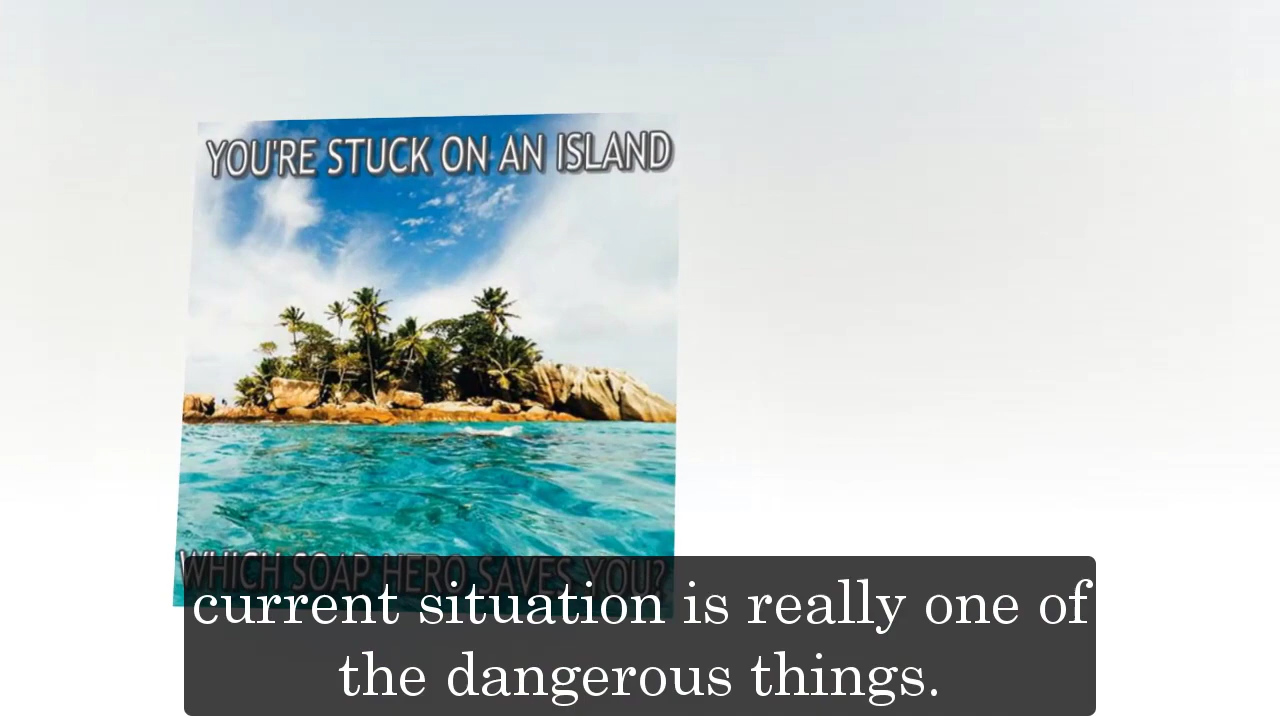 YOU'RE STUCK ON AN ISLAND
WHICH SOAP HERO SAVES YOU?
current situation is really one of
the dangerous things.